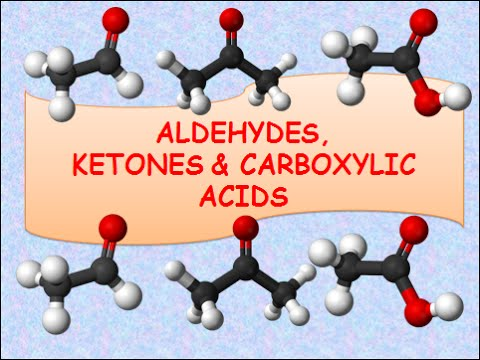 ALDEHYDES,
KETONES & CARBOXYLIC
ACIDS